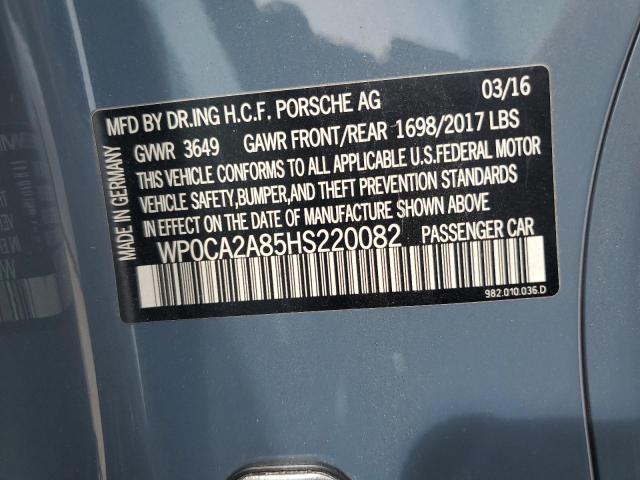 MFD BY DR.ING H.C.F. PORSCHE AG 03/16
GVWR 3649 GAWR FRONT/REAR 1698/2017 LBS
THIS VEHICLE CONFORMS TO ALL APPLICABLE U.S.FEDERAL MOTOR
VEHICLE SAFETY,BUMPER,AND THEFT PREVENTION STANDARDS
IN EFFECT ON THE DATE OF MANUFACTURE SHOWN ABOVE
WP0CA2A85HS220082 PASSENGER CAR
982.010.036.D
MADE IN GERMANY